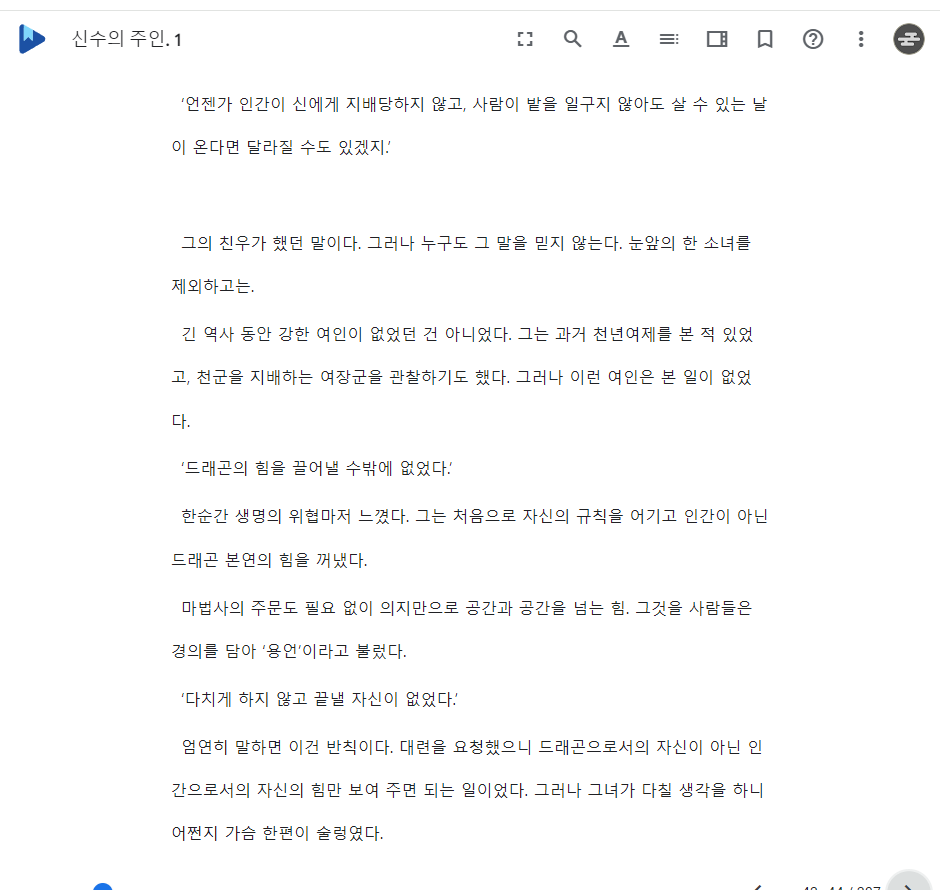 신수의 주인. 1
‘언젠가 인간이 신에게 지배당하지 않고, 사람이 밭을 일구지 않아도 살 수 있는 날
이 온다면 달라질 수도 있겠지.’
그의 친우가 했던 말이다. 그러나 누구도 그 말을 믿지 않는다. 눈앞의 한 소녀를
제외하고는.
긴 역사 동안 강한 여인이 없었던 건 아니었다. 그는 과거 천년여제를 본 적 있었
고, 천군을 지배하는 여장군을 관찰하기도 했다. 그러나 이런 여인은 본 일이 없었
다.
‘드래곤의 힘을 끌어낼 수밖에 없었다.’
한순간 생명의 위협마저 느꼈다. 그는 처음으로 자신의 규칙을 어기고 인간이 아닌
드래곤 본연의 힘을 꺼냈다.
마법사의 주문도 필요 없이 의지만으로 공간과 공간을 넘는 힘. 그것을 사람들은
경의를 담아 ‘용언’이라고 불렀다.
‘다치게 하지 않고 끝낼 자신이 없었다.’
엄연히 말하면 이건 반칙이다. 대련을 요청했으니 드래곤으로서의 자신이 아닌 인
간으로서의 자신의 힘만 보여 주면 되는 일이었다. 그러나 그녀가 다칠 생각을 하니
어쩐지 가슴 한편이 술렁였다.